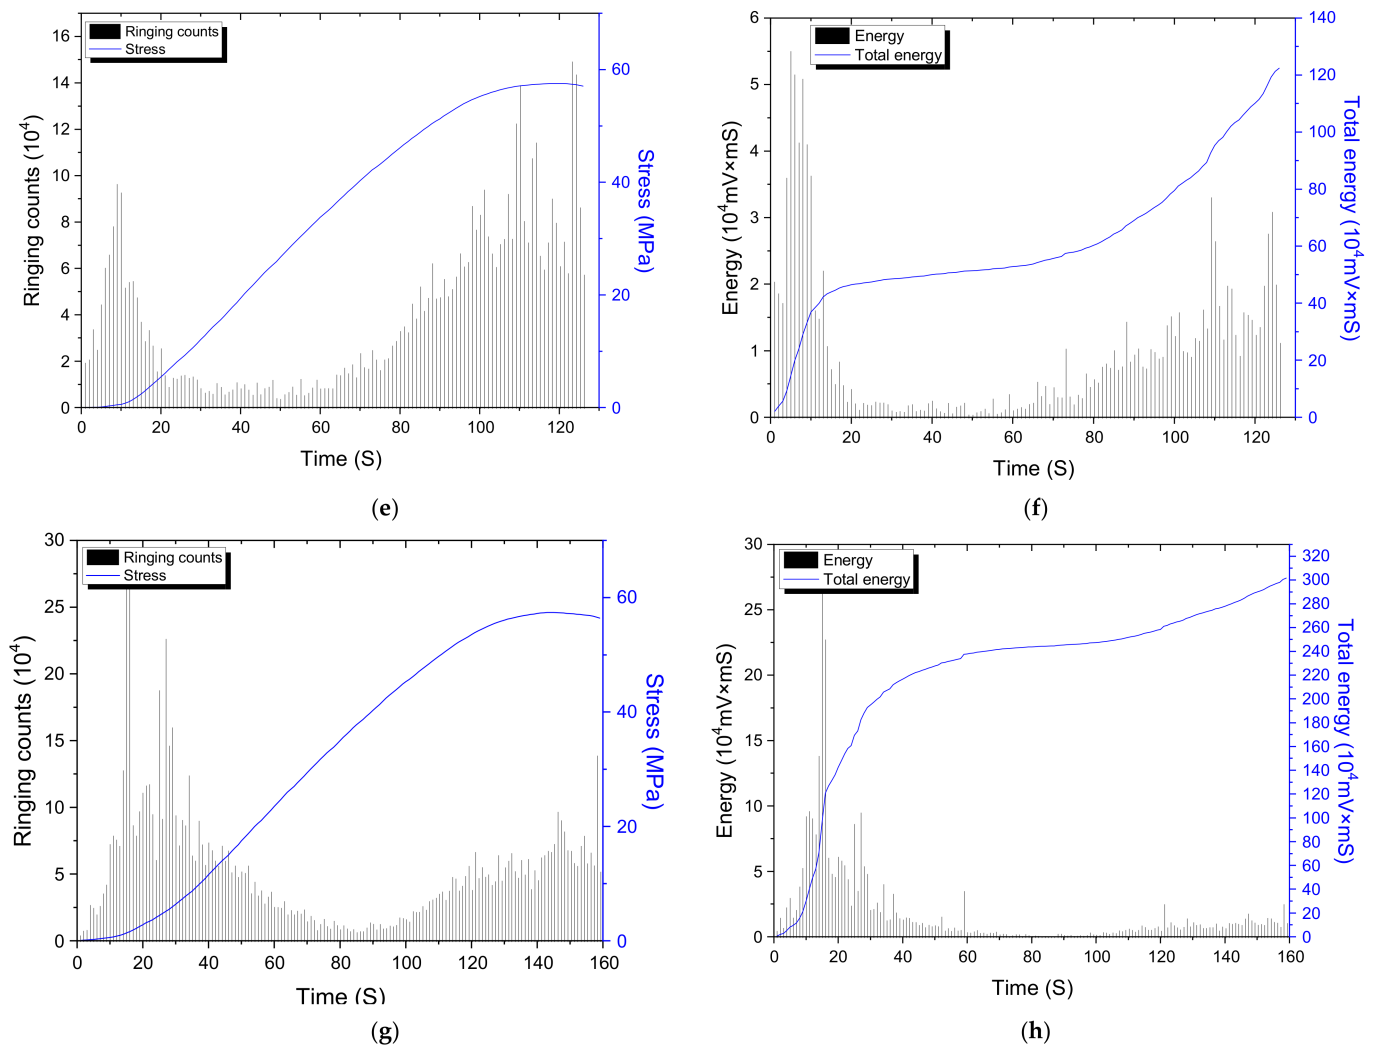 Ringing counts
Stress
16
14
12
10
8
6
4
2
0
Ringing counts (10⁴)
60
40
20
0
Stress (MPa)
0 20 40 60 80 100 120
Time (S)
(e)
Energy
Total energy
6
5
4
3
2
1
0
Energy (10⁴mV×mS)
140
120
100
80
60
40
20
0
Total energy (10⁴mV×mS)
0 20 40 60 80 100 120
Time (S)
(f)
Ringing counts
Stress
30
25
20
15
10
5
0
Ringing counts (10⁴)
60
40
20
0
Stress (MPa)
0 20 40 60 80 100 120 140 160
Time (S)
(g)
Energy
Total energy
30
25
20
15
10
5
0
Energy (10⁴mV×mS)
320
300
280
260
240
220
200
180
160
140
120
100
80
60
40
20
0
Total energy (10⁴mV×mS)
0 20 40 60 80 100 120 140 160
Time (S)
(h)